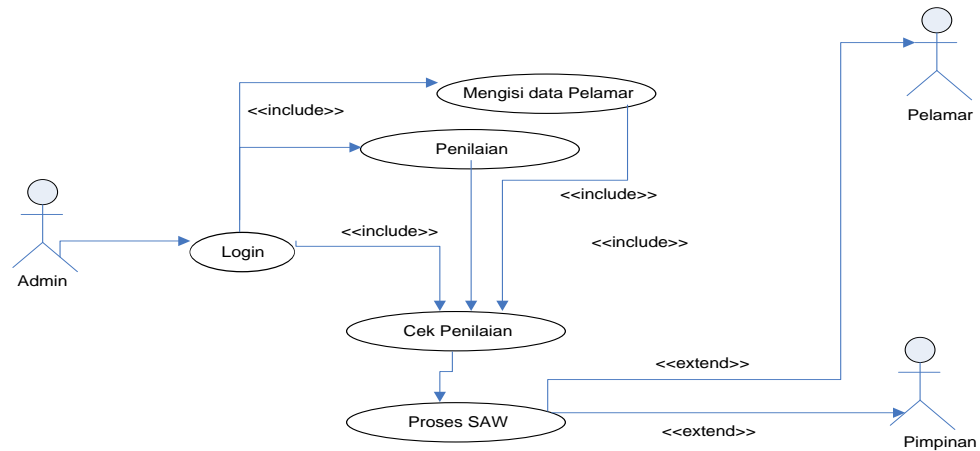 Pelamar
Mengisi data Pelamar
<<include>>
Penilaian
<<include>>
<<include>>
<<include>>
Login
Admin
Cek Penilaian
<<extend>>
Proses SAW
<<extend>>
Pimpinan